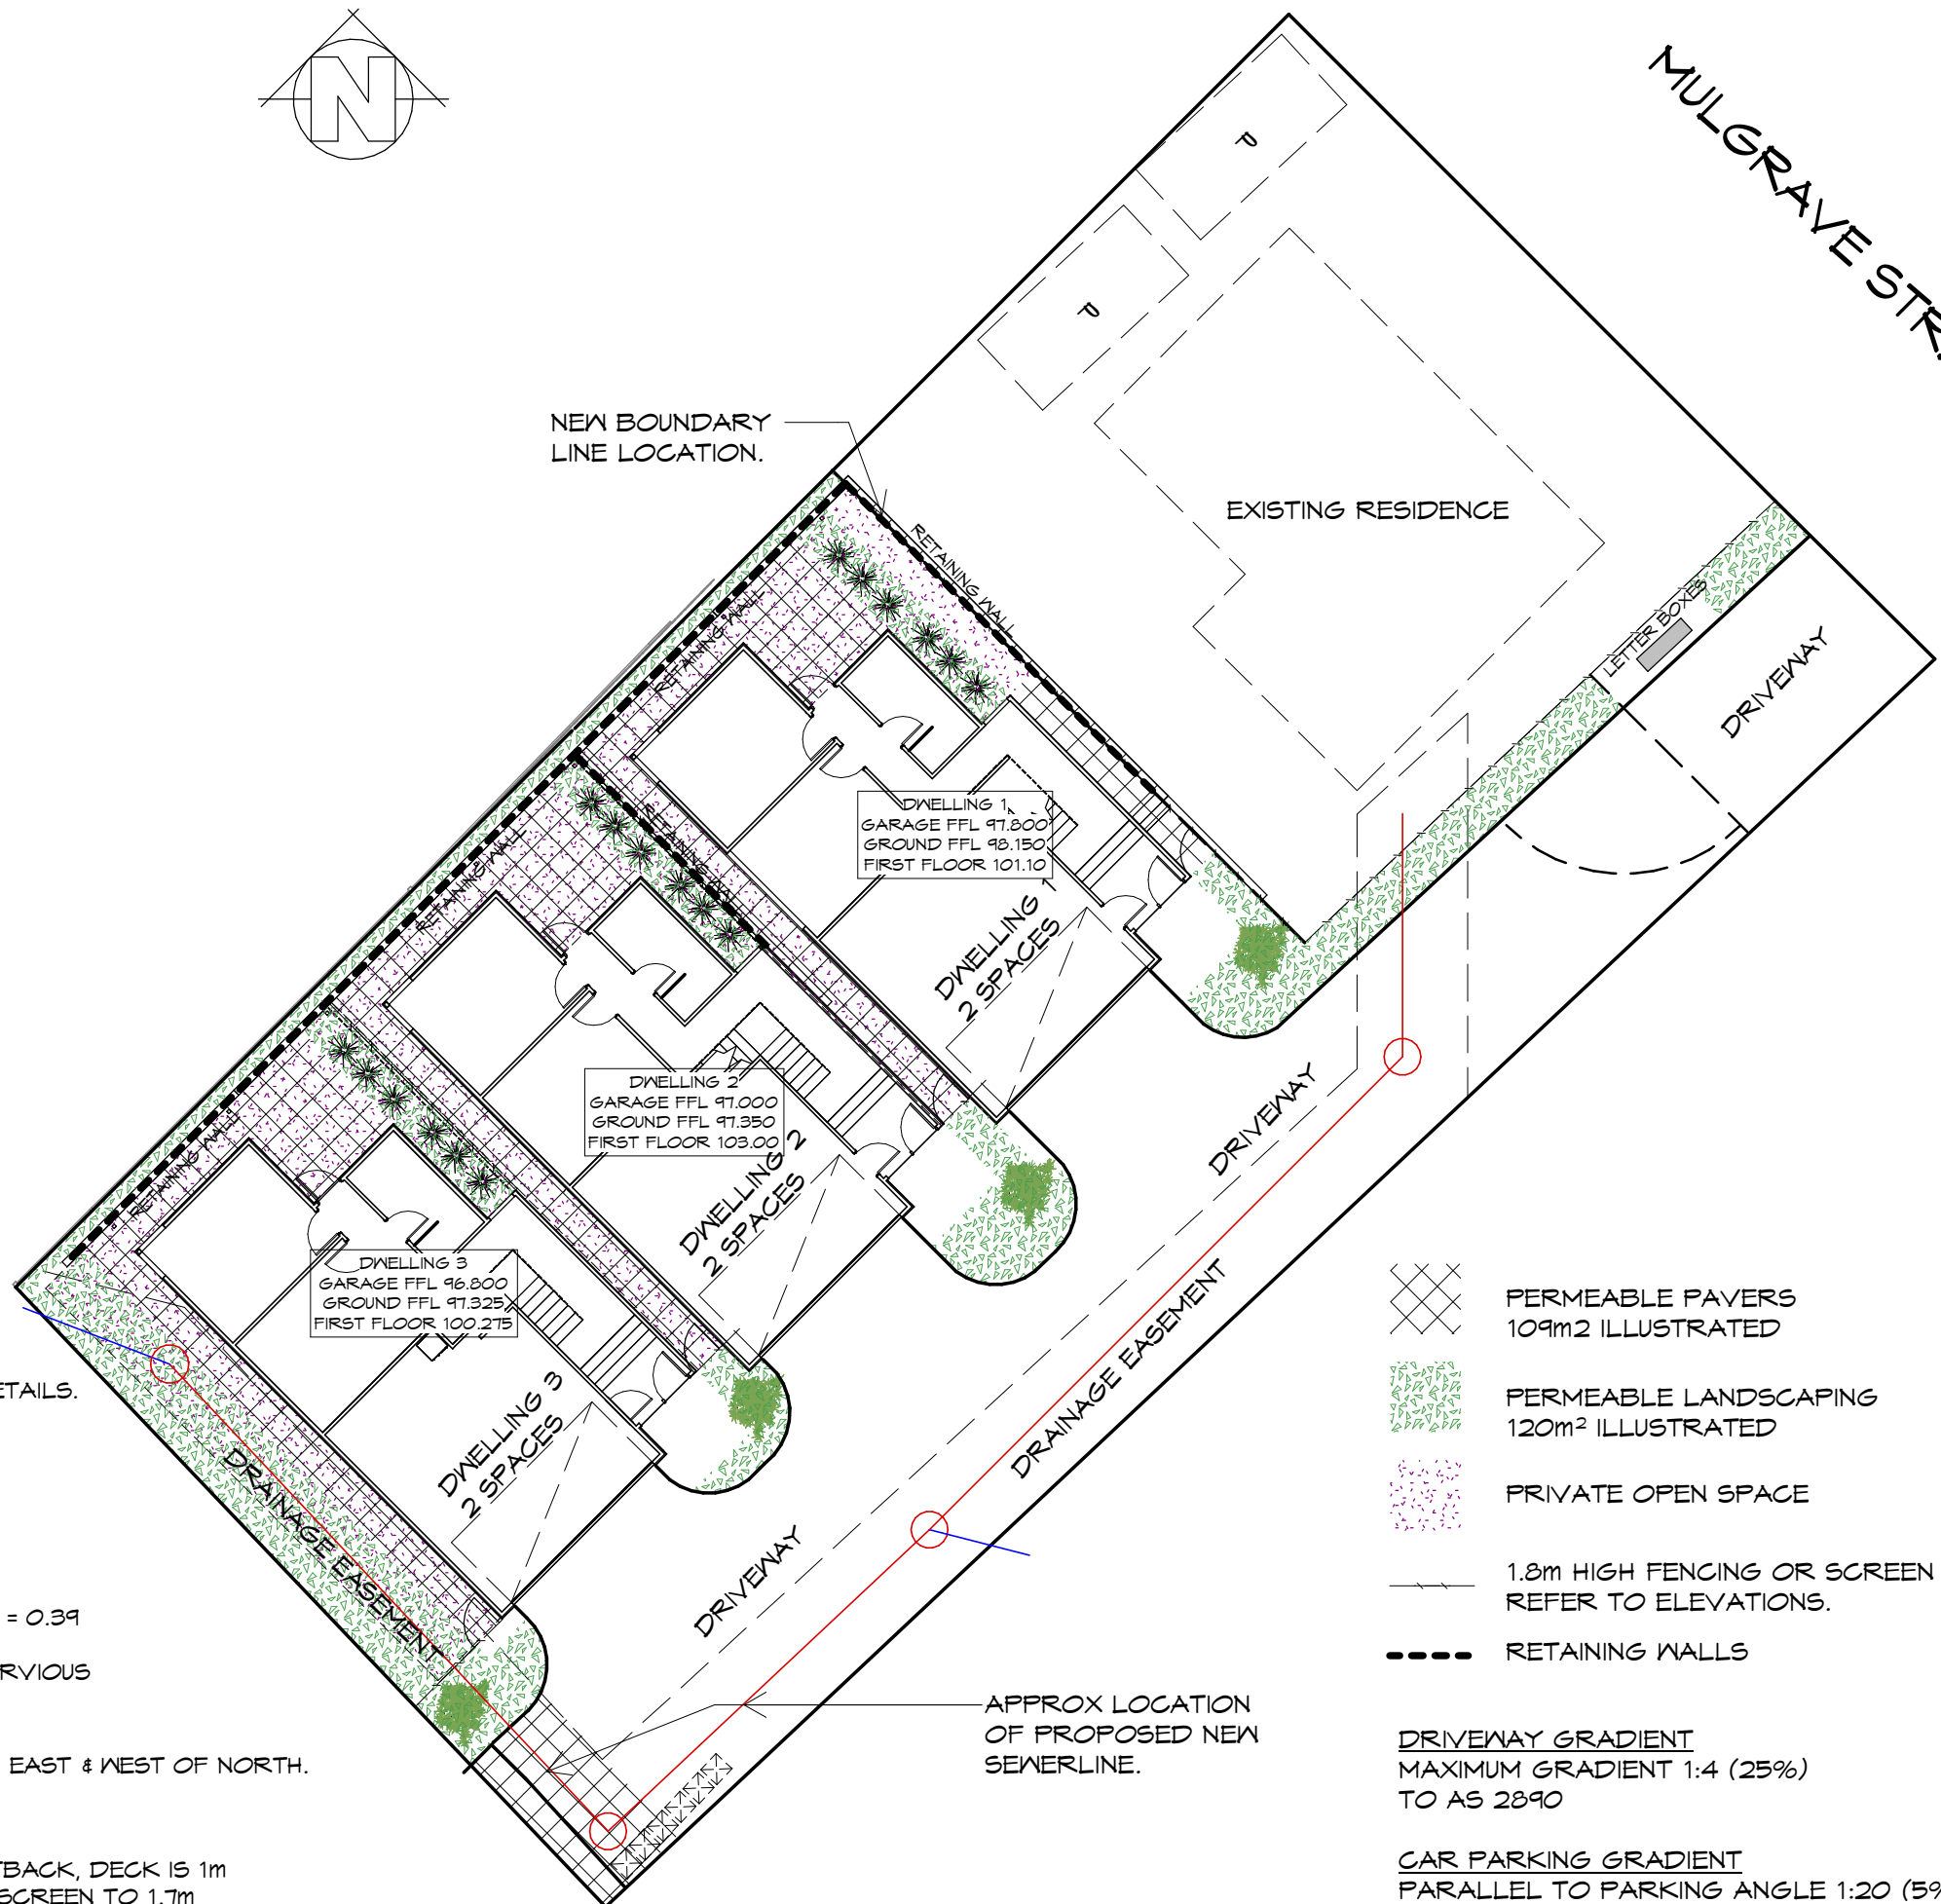 N
MULGRAVE
P
P
NEW BOUNDARY
LINE LOCATION.
EXISTING RESIDENCE
RETAINING WALL
RETAINING WALL
LETTER BOXES
DRIVEWAY
DWELLING 1
GARAGE FFL 97.800
GROUND FFL 98.150
FIRST FLOOR 101.10
DWELLING 1
2 SPACES
RETAINING WALL
RETAINING WALL
DWELLING 2
GARAGE FFL 97.000
GROUND FFL 97.350
FIRST FLOOR 103.00
DWELLING 2
2 SPACES
DRIVEWAY
RETAINING WALL
DWELLING 3
GARAGE FFL 96.800
GROUND FFL 97.325
FIRST FLOOR 100.275
DWELLING 3
2 SPACES
DRAINAGE EASEMENT
DRAINAGE EASEMENT
DRIVEWAY
APPROX LOCATION
OF PROPOSED NEW
SEWERLINE.
ETAILS.
= 0.39
RVIOUS
EAST & WEST OF NORTH.
TBACK, DECK IS 1m
SCREEN TO 1.7m
PERMEABLE PAVERS
109m2 ILLUSTRATED
PERMEABLE LANDSCAPING
120m² ILLUSTRATED
PRIVATE OPEN SPACE
1.8m HIGH FENCING OR SCREEN
REFER TO ELEVATIONS.
RETAINING WALLS
DRIVEWAY GRADIENT
MAXIMUM GRADIENT 1:4 (25%)
TO AS 2890
CAR PARKING GRADIENT
PARALLEL TO PARKING ANGLE 1:20 (5%